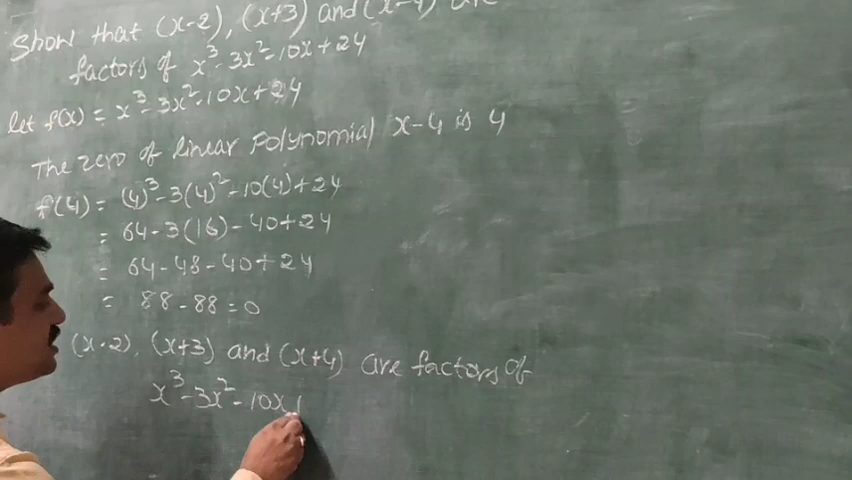 Show that (x-2), (x+3) and (x-4) are
factors of x³-3x²-10x+24
let f(x) = x³-3x²-10x+24
The zero of linear Polynomial x-4 is 4
f(4) = (4)³-3(4)²-10(4)+24
= 64-3(16)-40+24
= 64-48-40+24
= 88-88=0
(x-2), (x+3) and (x+4) are factors of
x³-3x²-10x